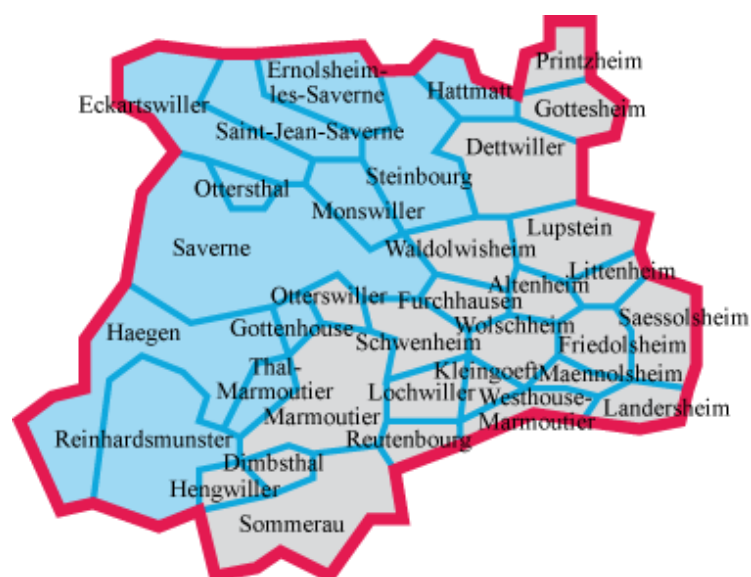 Printzheim
Ernolsheim-
les-Saverne
Hattmatt
Eckartswiller
Gottesheim
Saint-Jean-Saverne
Dettwiller
Steinbourg
Ottersthal
Monswiller
Lupstein
Saverne
Waldolwisheim
Littenheim
Altenheim
Otterswiller
Furchhausen
Saessolsheim
Haegen
Gottenhouse
Wolschheim
Schwenheim
Friedolsheim
Thal-
Marmoutier
Kleingoeft
Maennolsheim
Lochwiller
Westhouse-
Marmoutier
Landersheim
Marmoutier
Reinhardsmunster
Reutenbourg
Dimbsthal
Hengwiller
Sommerau